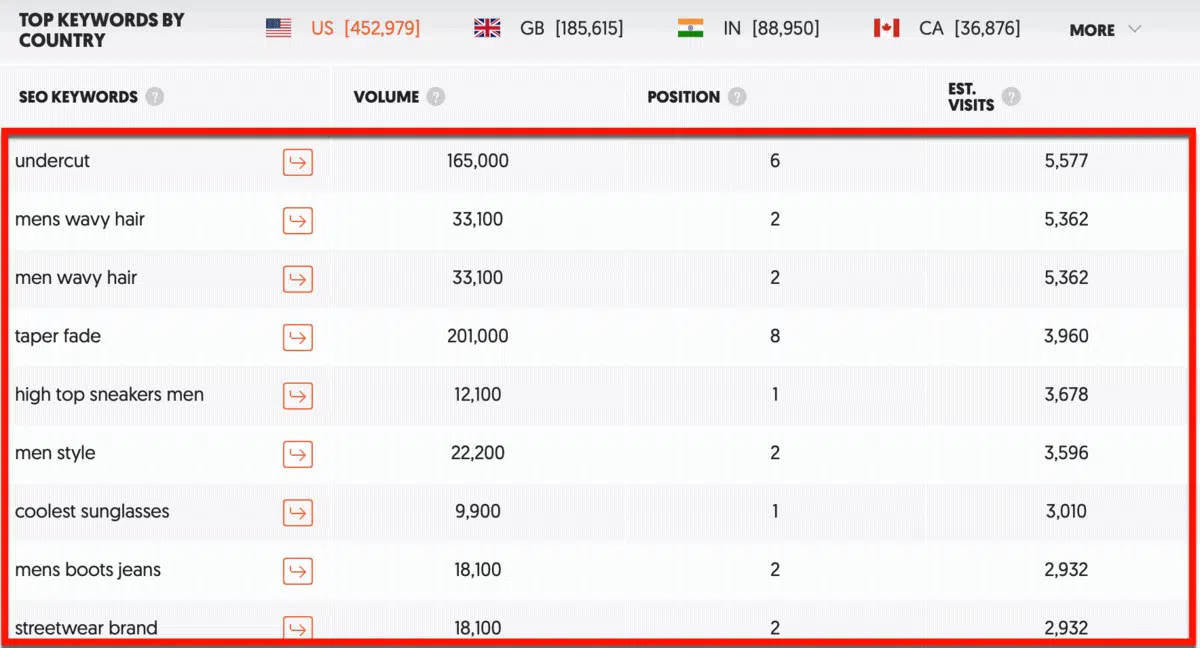 TOP KEYWORDS BY
COUNTRY
US [452,979] GB [185,615] IN [88,950] CA [36,876] MORE
SEO KEYWORDS ? VOLUME ? POSITION ? EST. VISITS ?
undercut 165,000 6 5,577
mens wavy hair 33,100 2 5,362
men wavy hair 33,100 2 5,362
taper fade 201,000 8 3,960
high top sneakers men 12,100 1 3,678
men style 22,200 2 3,596
coolest sunglasses 9,900 1 3,010
mens boots jeans 18,100 2 2,932
streetwear brand 18,100 2 2,932